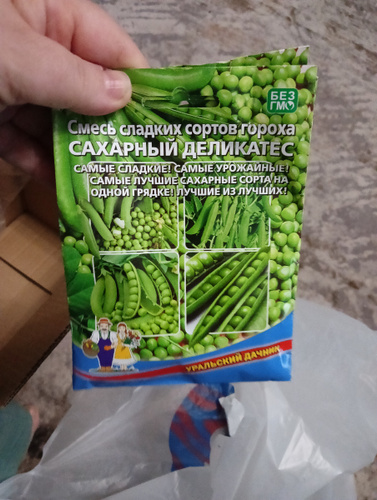 БЕЗ
ГМО
Смесь сладких сортов гороха
САХАРНЫЙ ДЕЛИКАТЕС
САМЫЕ СЛАДКИЕ! САМЫЕ УРОЖАЙНЫЕ!
САМЫЕ ЛУЧШИЕ САХАРНЫЕ СОРТА НА
ОДНОЙ ГРЯДКЕ! ЛУЧШИЕ ИЗ ЛУЧШИХ!
УРАЛЬСКИЙ ДАЧНИК